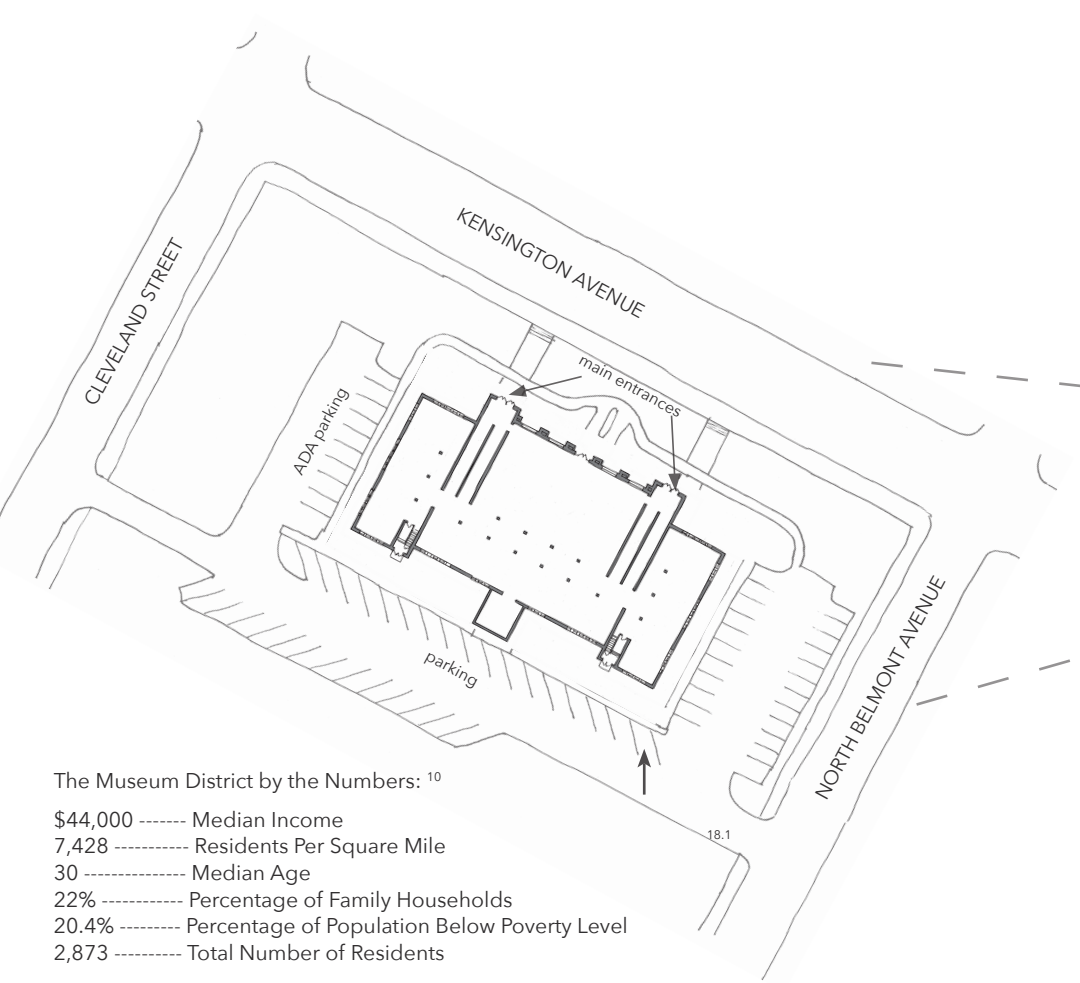 KENSINGTON AVENUE
CLEVELAND STREET
main entrances
ADA parking
parking
NORTH BELMONT AVENUE
18.1
The Museum District by the Numbers: 10
$44,000 ------- Median Income
7,428 ----------- Residents Per Square Mile
30 --------------- Median Age
22% ------------ Percentage of Family Households
20.4% --------- Percentage of Population Below Poverty Level
2,873 ---------- Total Number of Residents